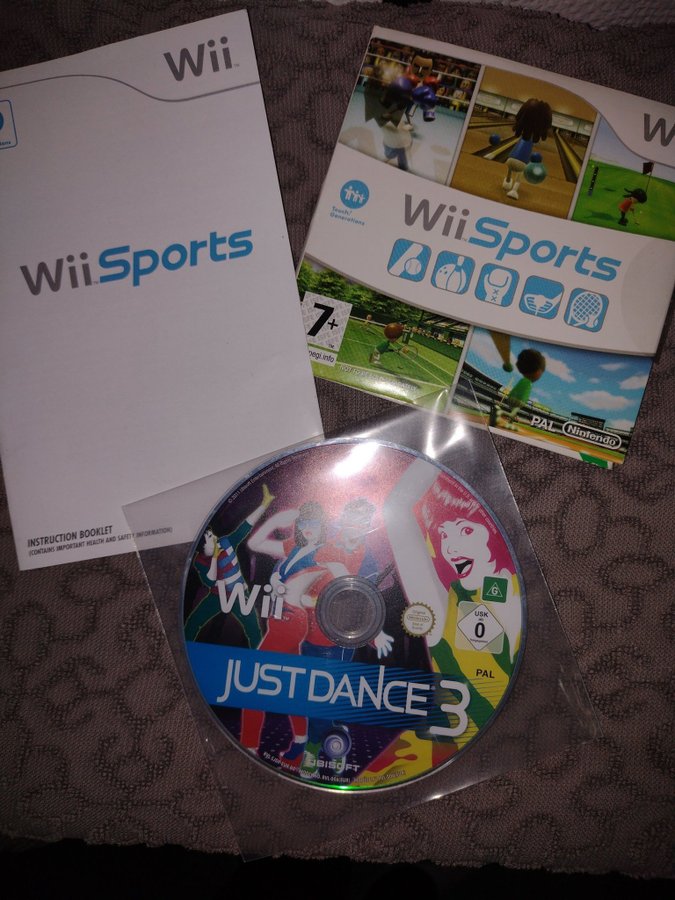 Wii
Wii Sports
INSTRUCTION BOOKLET
(CONTAINS IMPORTANT HEALTH AND SAFETY INFORMATION)
Touch!
Generations
Wii Sports
7+
pegi.info
PAL Nintendo
Wii
G
USK
0
PAL
JUST DANCE 3
UBISOFT